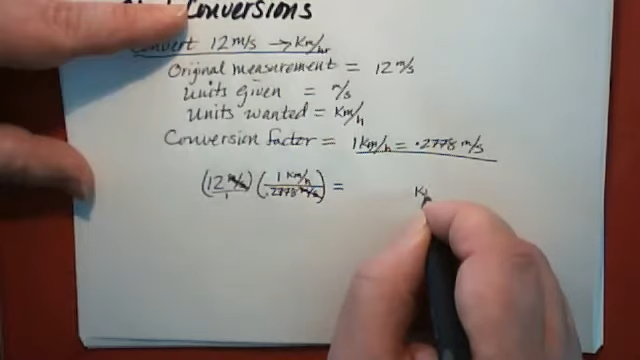 Conversions
Convert 12 m/s → Km/hr
Original measurement = 12 m/s
Units given = m/s
Units wanted = Km/h
Conversion factor = 1 Km/h = .2778 m/s
(12 m/s / 1) (1 Km/h / .2778 m/s) =